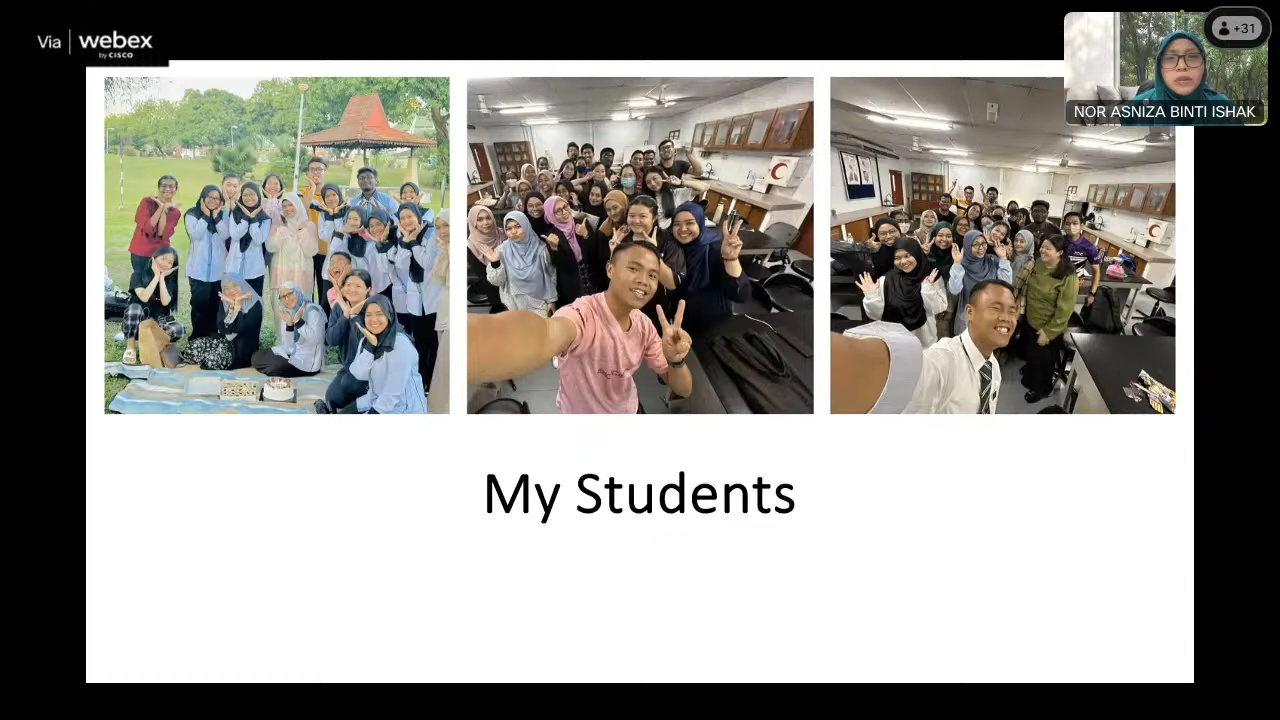 Via webex
by CISCO
+31
NOR ASNIZA BINTI ISHAK
My Students